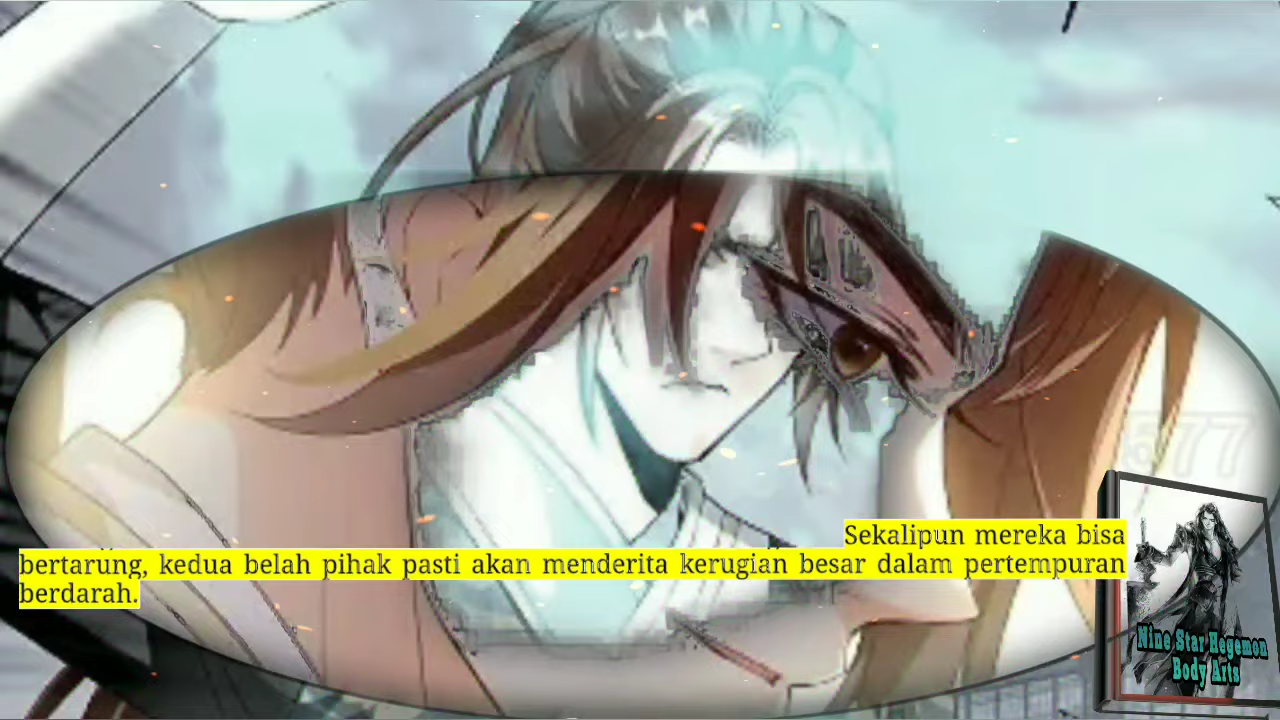 577
Sekalipun mereka bisa
bertarung, kedua belah pihak pasti akan menderita kerugian besar dalam pertempuran
berdarah.
Nine Star Hegemon
Body Arts